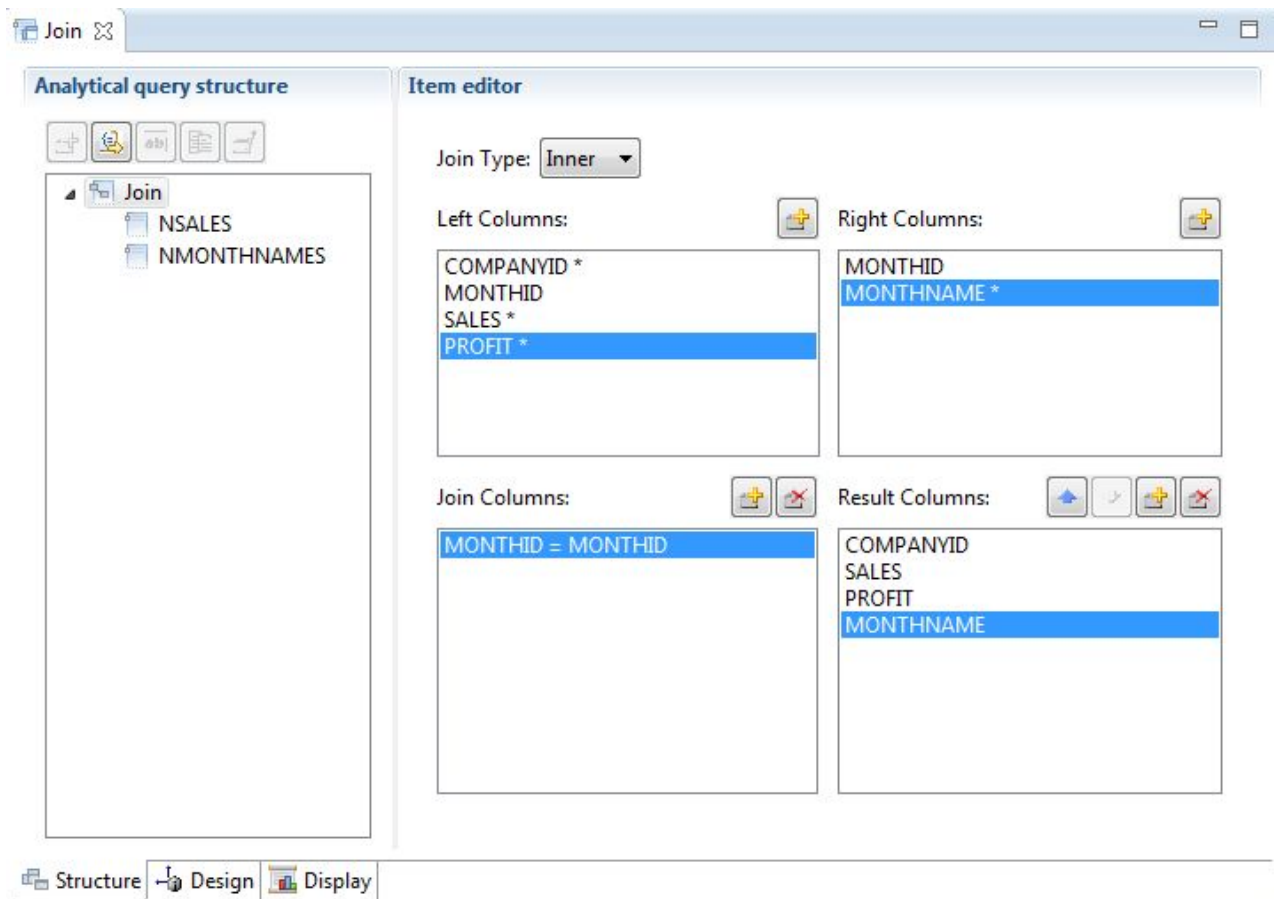 Join
Analytical query structure
Item editor
ab|
Join Type: Inner
Join
NSALES
NMONTHNAMES
Left Columns:
Right Columns:
COMPANYID *
MONTHID
SALES *
PROFIT *
MONTHID
MONTHNAME *
Join Columns:
Result Columns:
MONTHID = MONTHID
COMPANYID
SALES
PROFIT
MONTHNAME
Structure Design Display